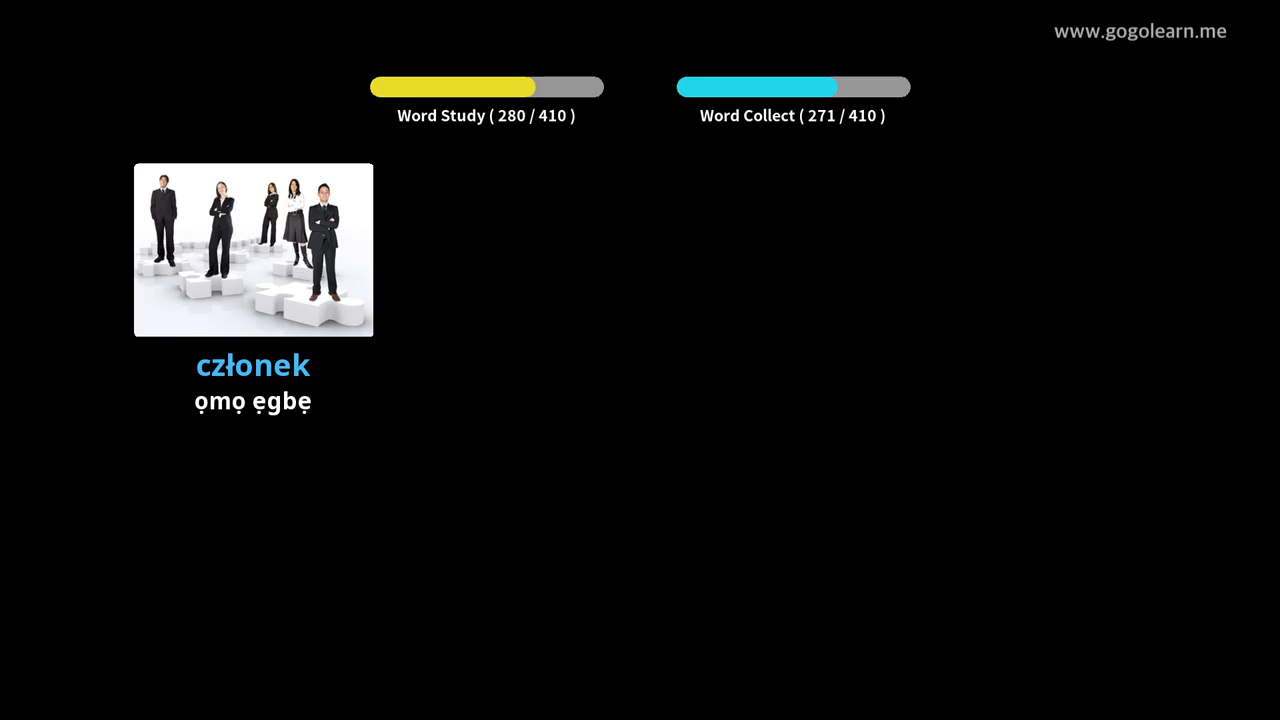 www.gogolearn.me
Word Study ( 280 / 410 )
Word Collect ( 271 / 410 )
członek
ọmọ ẹgbẹ